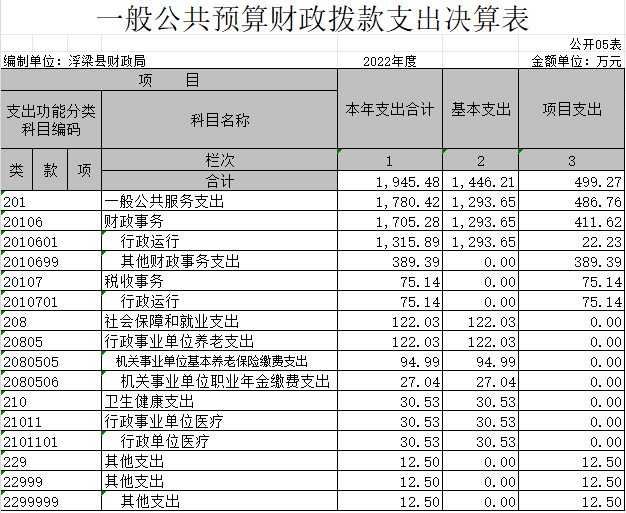 一般公共预算财政拨款支出决算表
公开05表
编制单位：浮梁县财政局 2022年度 金额单位：万元
项 目 本年支出合计 基本支出 项目支出
支出功能分类科目编码 科目名称
类 款 项 栏次 1 2 3
合计 1,945.48 1,446.21 499.27
201 一般公共服务支出 1,780.42 1,293.65 486.76
20106 财政事务 1,705.28 1,293.65 411.62
2010601 行政运行 1,315.89 1,293.65 22.23
2010699 其他财政事务支出 389.39 0.00 389.39
20107 税收事务 75.14 0.00 75.14
2010701 行政运行 75.14 0.00 75.14
208 社会保障和就业支出 122.03 122.03 0.00
20805 行政事业单位养老支出 122.03 122.03 0.00
2080505 机关事业单位基本养老保险缴费支出 94.99 94.99 0.00
2080506 机关事业单位职业年金缴费支出 27.04 27.04 0.00
210 卫生健康支出 30.53 30.53 0.00
21011 行政事业单位医疗 30.53 30.53 0.00
2101101 行政单位医疗 30.53 30.53 0.00
229 其他支出 12.50 0.00 12.50
22999 其他支出 12.50 0.00 12.50
2299999 其他支出 12.50 0.00 12.50